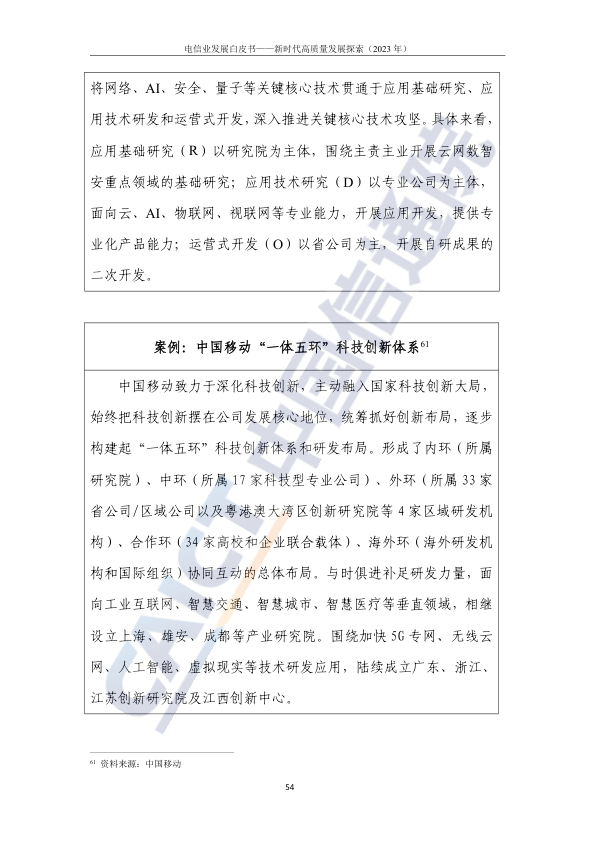 电信业发展白皮书——新时代高质量发展探索（2023 年）
将网络、AI、安全、量子等关键核心技术贯通于应用基础研究、应
用技术研发和运营式开发，深入推进关键核心技术攻坚。具体来看，
应用基础研究（R）以研究院为主体，围绕主责主业开展云网数智
安重点领域的基础研究；应用技术研究（D）以专业公司为主体，
面向云、AI、物联网、视联网等专业能力，开展应用开发，提供专
业化产品能力；运营式开发（O）以省公司为主，开展自研成果的
二次开发。
案例：中国移动“一体五环”科技创新体系61
中国移动致力于深化科技创新，主动融入国家科技创新大局，
始终把科技创新摆在公司发展核心地位，统筹抓好创新布局，逐步
构建起“一体五环”科技创新体系和研发布局。形成了内环（所属
研究院）、中环（所属 17 家科技型专业公司）、外环（所属 33 家
省公司/区域公司以及粤港澳大湾区创新研究院等 4 家区域研发机
构）、合作环（34 家高校和企业联合载体）、海外环（海外研发机
构和国际组织）协同互动的总体布局。与时俱进补足研发力量，面
向工业互联网、智慧交通、智慧城市、智慧医疗等垂直领域，相继
设立上海、雄安、成都等产业研究院。围绕加快 5G 专网、无线云
网、人工智能、虚拟现实等技术研发应用，陆续成立广东、浙江、
江苏创新研究院及江西创新中心。
CAICT 中国信通院
61 资料来源：中国移动
54